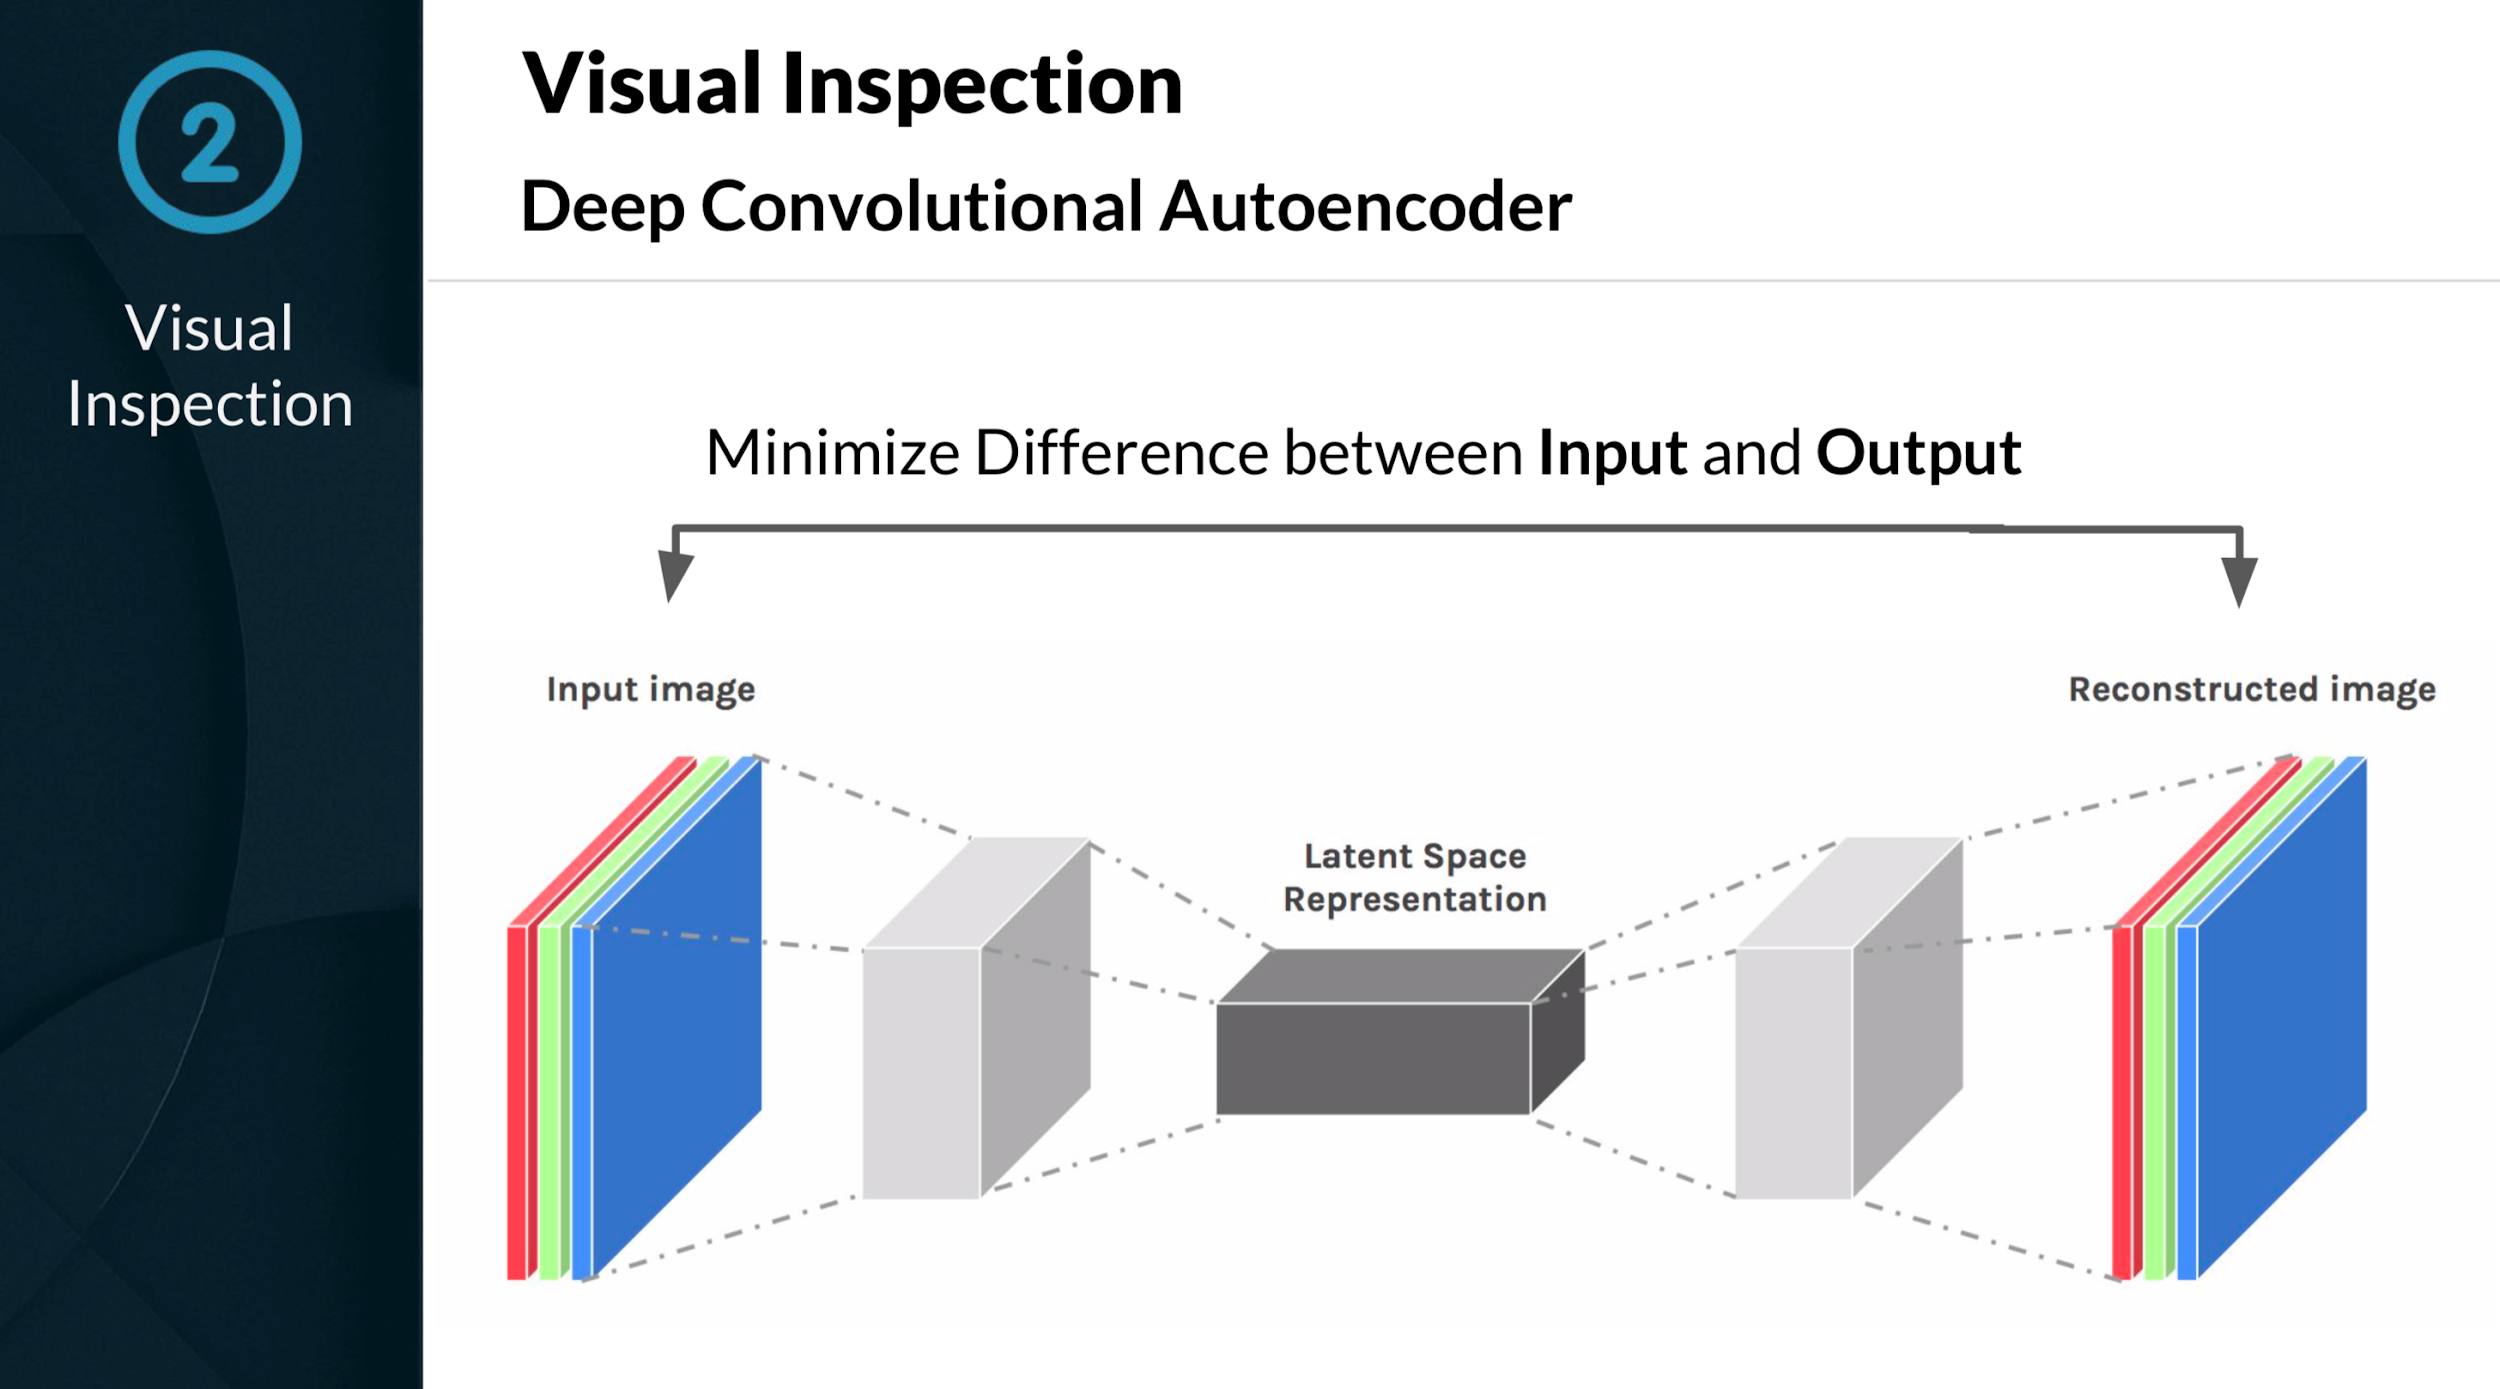 2
Visual
Inspection
Visual Inspection
Deep Convolutional Autoencoder
Minimize Difference between Input and Output
Input image
Reconstructed image
Latent Space
Representation